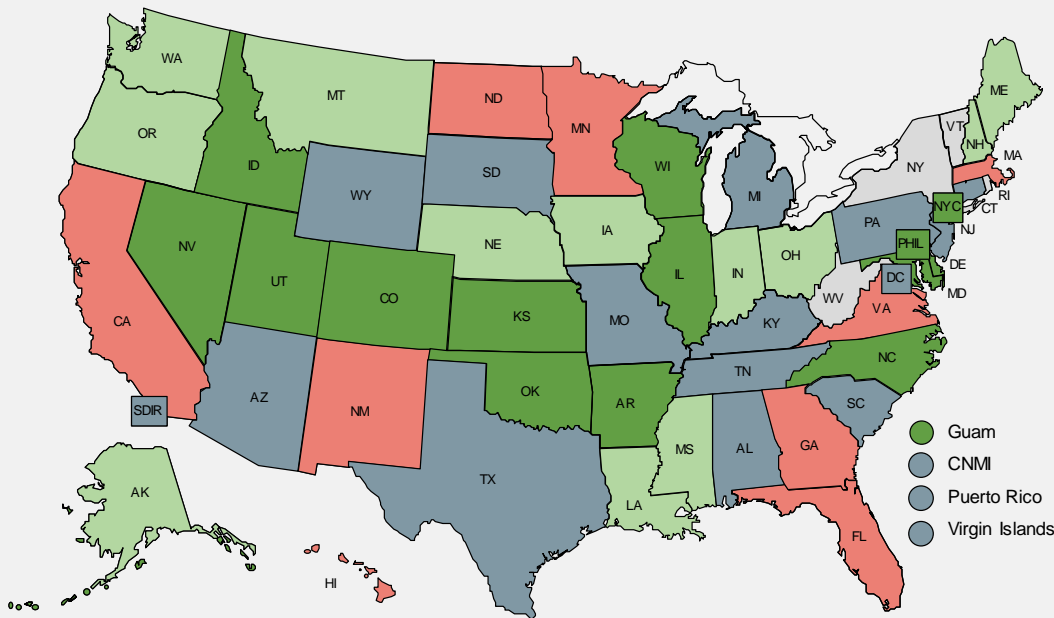 WA
MT
ND
MN
ME
OR
ID
WI
VT
NH
NY
MA
SD
WY
MI
RI
CT
NYC
PA
NJ
NE
IA
PHIL
OH
IN
IL
DE
DC
MD
NV
UT
CO
WV
VA
CA
KS
MO
KY
NC
TN
AZ
OK
AR
SC
SDIR
NM
GA
AL
MS
TX
LA
FL
AK
HI
Guam
CNMI
Puerto Rico
Virgin Islands